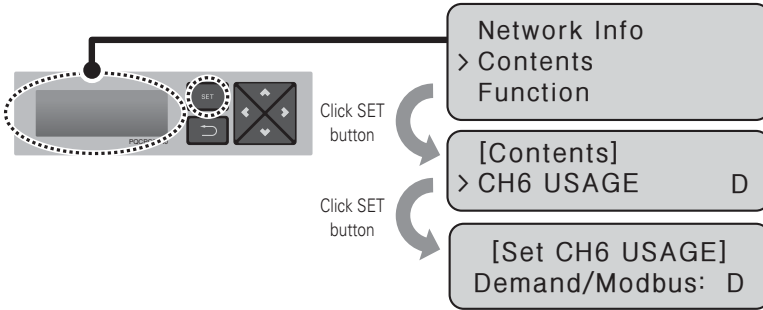 Network Info
> Contents
Function
SET
Click SET
button
[Contents]
> CH6 USAGE D
Click SET
button
[Set CH6 USAGE]
Demand/Modbus: D